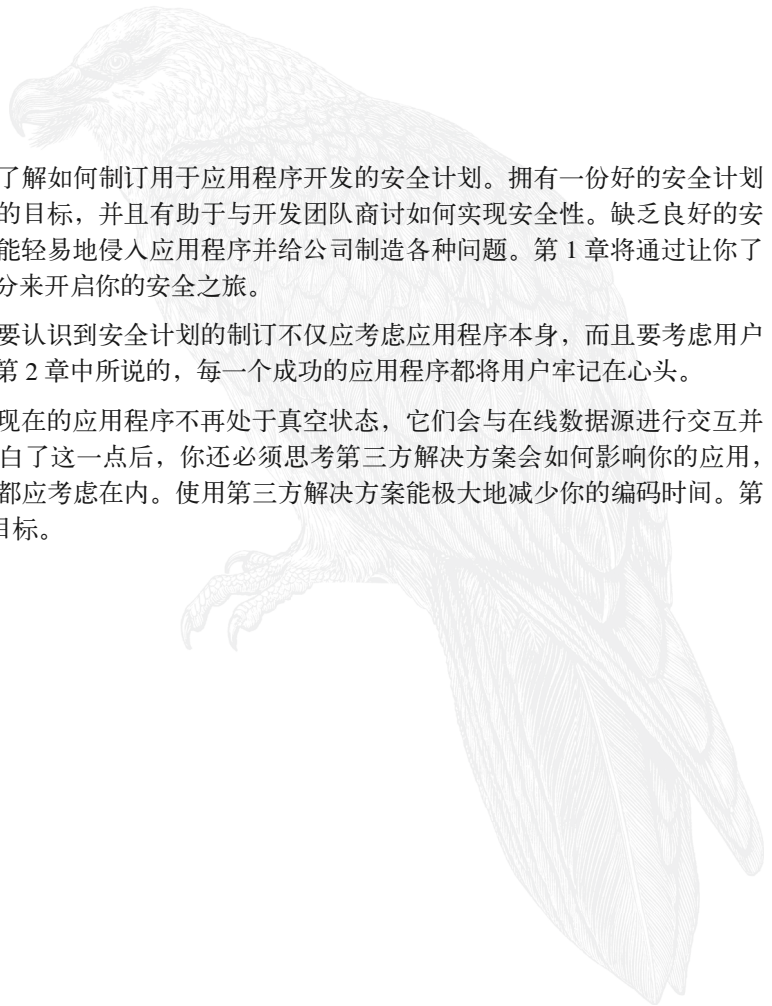 了解如何制订用于应用程序开发的安全计划。拥有一份好的安全计划
的目标，并且有助于与开发团队商讨如何实现安全性。缺乏良好的安
能轻易地侵入应用程序并给公司制造各种问题。第 1 章将通过让你了
分来开启你的安全之旅。
要认识到安全计划的制订不仅应考虑应用程序本身，而且要考虑用户
第 2 章中所说的，每一个成功的应用程序都将用户牢记在心头。
现在的应用程序不再处于真空状态，它们会与在线数据源进行交互并
白了这一点后，你还必须思考第三方解决方案会如何影响你的应用，
都应考虑在内。使用第三方解决方案能极大地减少你的编码时间。第
目标。